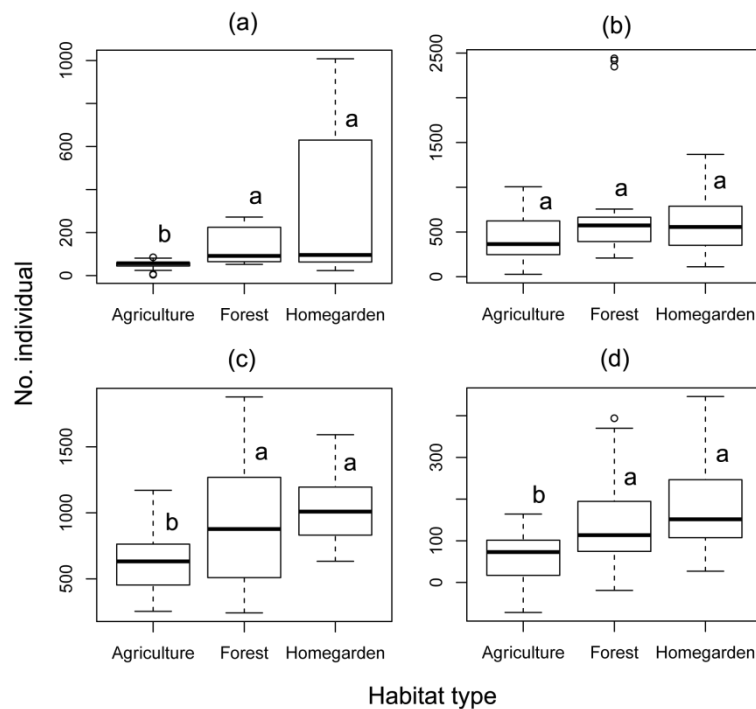 (a)
(b)
No. individual
1000
600
200
0
b
a
a
Agriculture Forest Homegarden
2500
1500
500
0
a
a
a
Agriculture Forest Homegarden
(c)
(d)
1500
1000
500
b
a
a
Agriculture Forest Homegarden
300
100
0
b
a
a
Agriculture Forest Homegarden
Habitat type